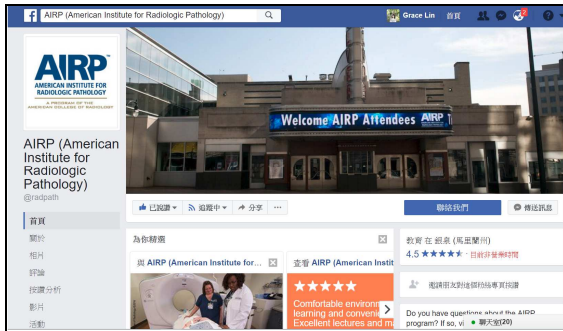 AIRP (American Institute for Radiologic Pathology)
Grace Lin
首頁
2
AIRP
AMERICAN INSTITUTE FOR
RADIOLOGIC PATHOLOGY
A PROGRAM OF THE
AMERICAN COLLEGE OF RADIOLOGY
Welcome AIRP Attendees AIRP
AIRP (American
Institute for
Radiologic
Pathology)
@radpath
首頁
關於
相片
評論
按讚分析
影片
活動
已說讚
追蹤中
分享
聯絡我們
傳送訊息
為你精選
與 AIRP (American Institute for...
查看 AIRP (American Instit
Comfortable environm
learning and convenie
Excellent lectures and m
教育 在 銀泉 (馬里蘭州)
4.5 ★★★★★ · 目前非營業時間
邀請朋友對這個粉絲專頁按讚
Do you have questions about the AIRP
program? If so, vi
聊天室(20)